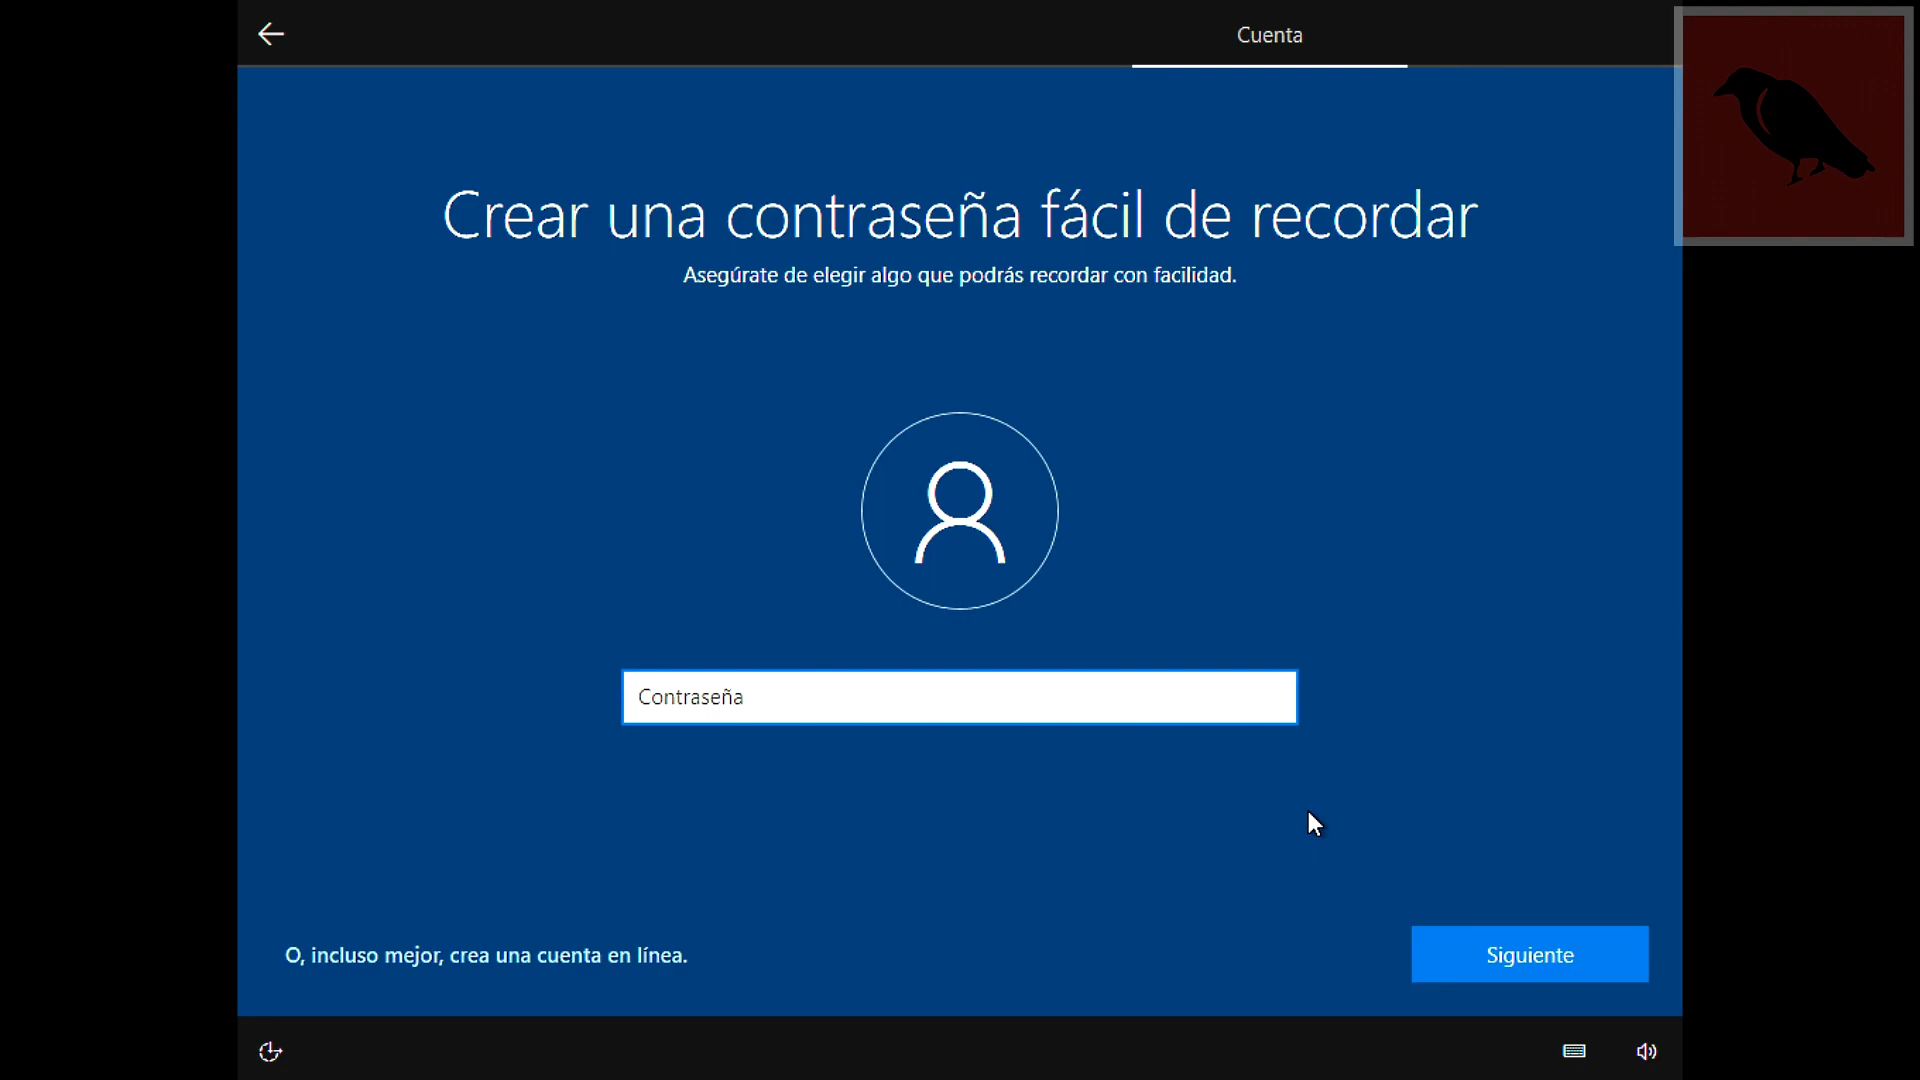 Cuenta
Crear una contraseña fácil de recordar
Asegúrate de elegir algo que podrás recordar con facilidad.
Contraseña
O, incluso mejor, crea una cuenta en línea.
Siguiente